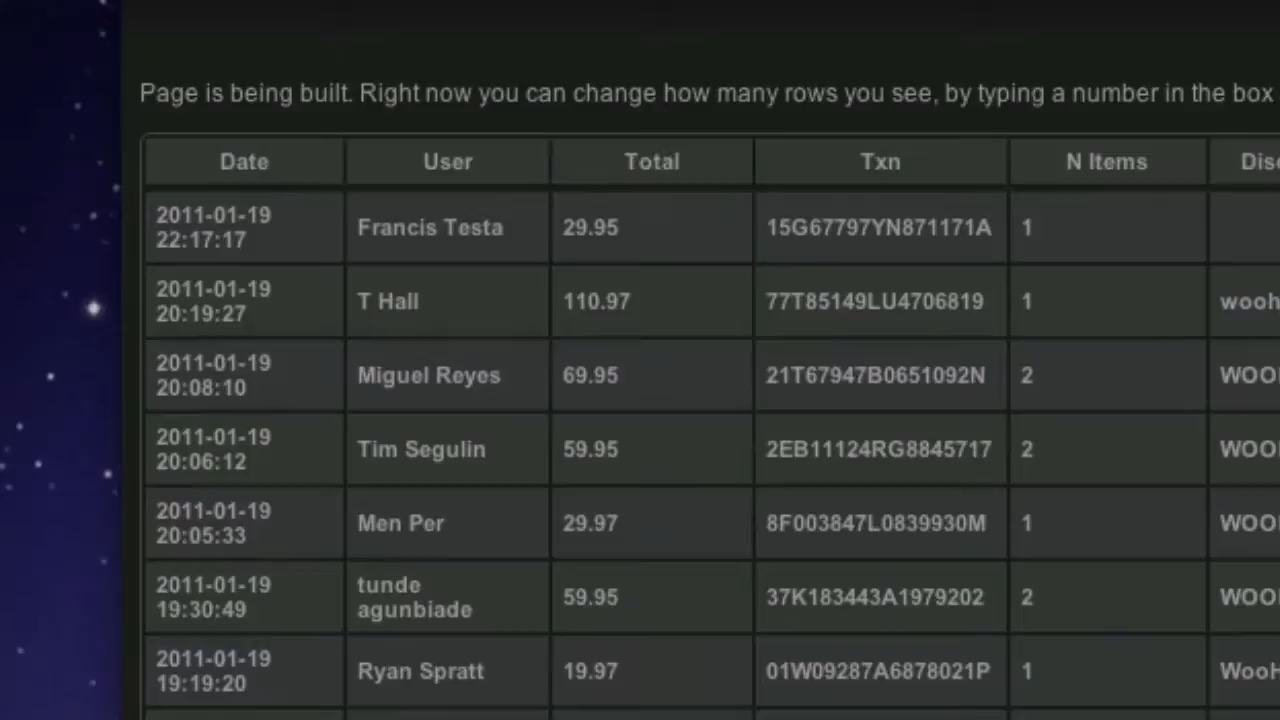 Page is being built. Right now you can change how many rows you see, by typing a number in the box
Date User Total Txn N Items
2011-01-19
22:17:17 Francis Testa 29.95 15G67797YN871171A 1
2011-01-19
20:19:27 T Hall 110.97 77T85149LU4706819 1
2011-01-19
20:08:10 Miguel Reyes 69.95 21T67947B0651092N 2
2011-01-19
20:06:12 Tim Segulin 59.95 2EB11124RG8845717 2
2011-01-19
20:05:33 Men Per 29.97 8F003847L0839930M 1
2011-01-19 tunde
19:30:49 agunbiade 59.95 37K183443A1979202 2
2011-01-19
19:19:20 Ryan Spratt 19.97 01W09287A6878021P 1